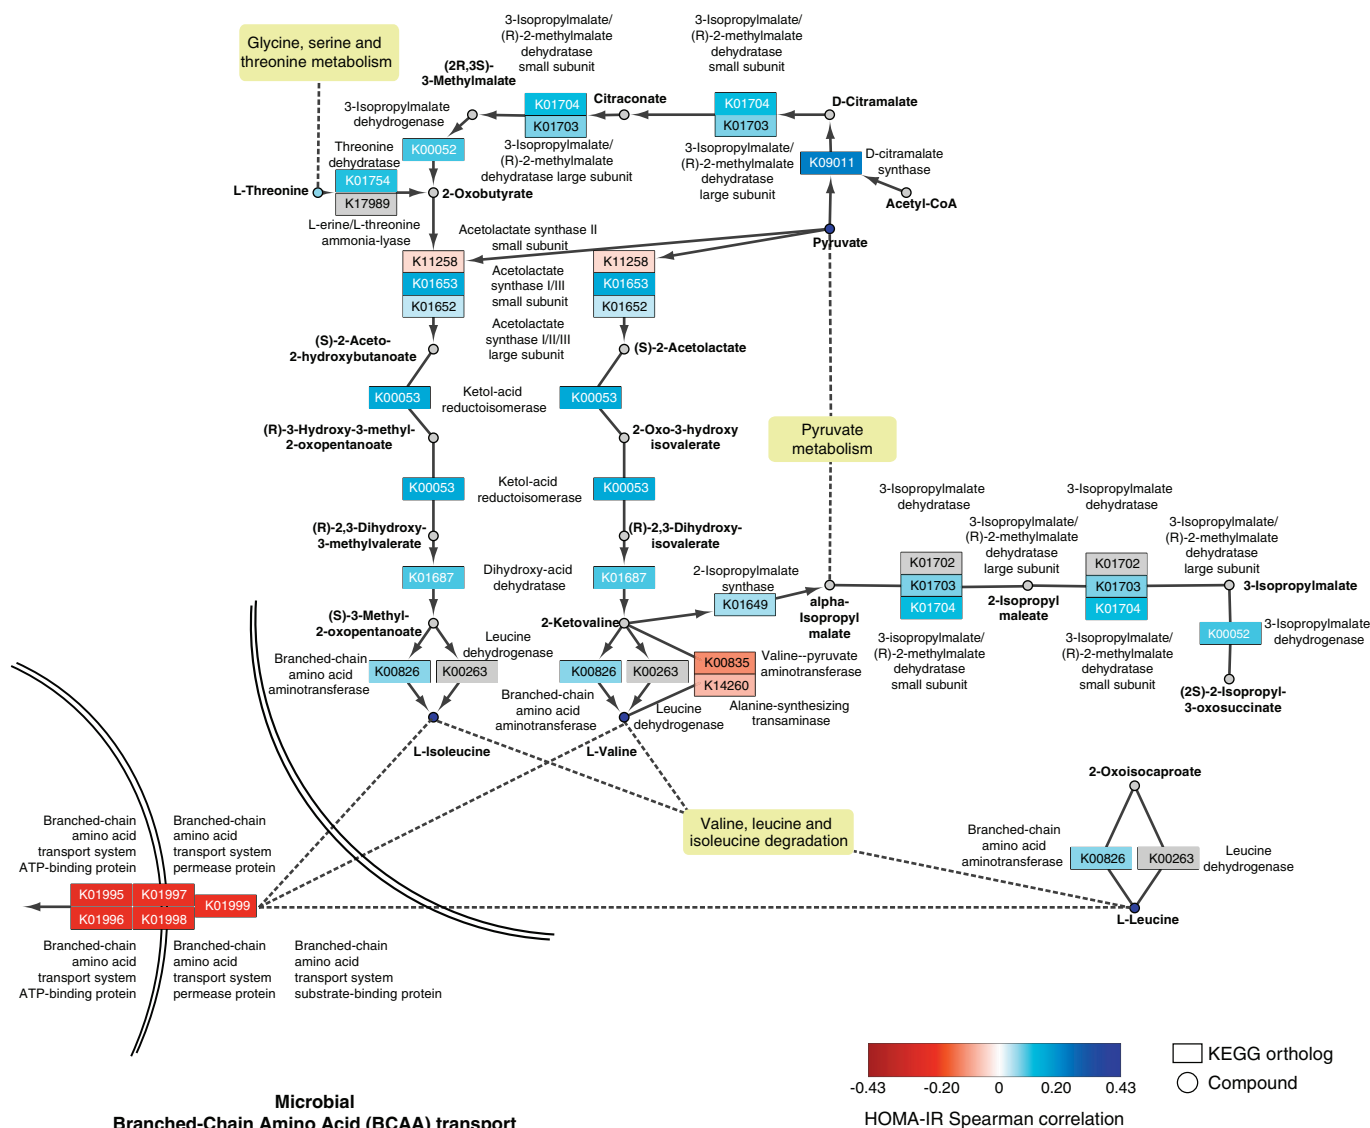 3-Isopropylmalate/
(R)-2-methylmalate
dehydratase
small subunit
3-Isopropylmalate/
(R)-2-methylmalate
dehydratase
small subunit
Glycine, serine and
threonine metabolism
(2R,3S)-
3-Methylmalate
Citraconate
D-Citramalate
3-Isopropylmalate
dehydrogenase
K01704
K01703
K01704
K01703
K00052
Threonine
dehydratase
3-Isopropylmalate/
(R)-2-methylmalate
dehydratase large subunit
3-Isopropylmalate/
(R)-2-methylmalate
dehydratase
large subunit
K09011
D-citramalate
synthase
L-Threonine
K01754
K17989
2-Oxobutyrate
Acetyl-CoA
L-erine/L-threonine
ammonia-lyase
Acetolactate synthase II
small subunit
Pyruvate
K11258
K01653
K01652
Acetolactate
synthase I/III
small subunit
K11258
K01653
K01652
Acetolactate
synthase I/II/III
large subunit
(S)-2-Aceto-
2-hydroxybutanoate
(S)-2-Acetolactate
K00053
Ketol-acid
reductoisomerase
K00053
(R)-3-Hydroxy-3-methyl-
2-oxopentanoate
2-Oxo-3-hydroxy
isovalerate
Pyruvate
metabolism
K00053
Ketol-acid
reductoisomerase
K00053
3-Isopropylmalate
dehydratase
3-Isopropylmalate
dehydratase
(R)-2,3-Dihydroxy-
3-methylvalerate
(R)-2,3-Dihydroxy-
isovalerate
3-Isopropylmalate/
(R)-2-methylmalate
dehydratase
large subunit
3-Isopropylmalate/
(R)-2-methylmalate
dehydratase
large subunit
K01687
Dihydroxy-acid
dehydratase
K01687
2-Isopropylmalate
synthase
K01649
alpha-
Isopropyl
malate
K01702
K01703
K01704
2-Isopropyl
maleate
K01702
K01703
K01704
3-Isopropylmalate
(S)-3-Methyl-
2-oxopentanoate
2-Ketovaline
3-isopropylmalate/
(R)-2-methylmalate
dehydratase
small subunit
3-Isopropylmalate/
(R)-2-methylmalate
dehydratase
small subunit
K00052
3-Isopropylmalate
dehydrogenase
Leucine
dehydrogenase
Branched-chain
amino acid
aminotransferase
K00826
K00263
K00826
K00263
K00835
K14260
Valine--pyruvate
aminotransferase
(2S)-2-Isopropyl-
3-oxosuccinate
Branched-chain
amino acid
aminotransferase
Leucine
dehydrogenase
Alanine-synthesizing
transaminase
L-Isoleucine
L-Valine
2-Oxoisocaproate
Valine, leucine and
isoleucine degradation
Branched-chain
amino acid
aminotransferase
K00826
K00263
Leucine
dehydrogenase
L-Leucine
Branched-chain
amino acid
transport system
ATP-binding protein
Branched-chain
amino acid
transport system
permease protein
K01995
K01997
K01999
K01996
K01998
Branched-chain
amino acid
transport system
ATP-binding protein
Branched-chain
amino acid
transport system
permease protein
Branched-chain
amino acid
transport system
substrate-binding protein
-0.43
-0.20
0
0.20
0.43
HOMA-IR Spearman correlation
KEGG ortholog
Compound
Microbial
Branched-Chain Amino Acid (BCAA) transport